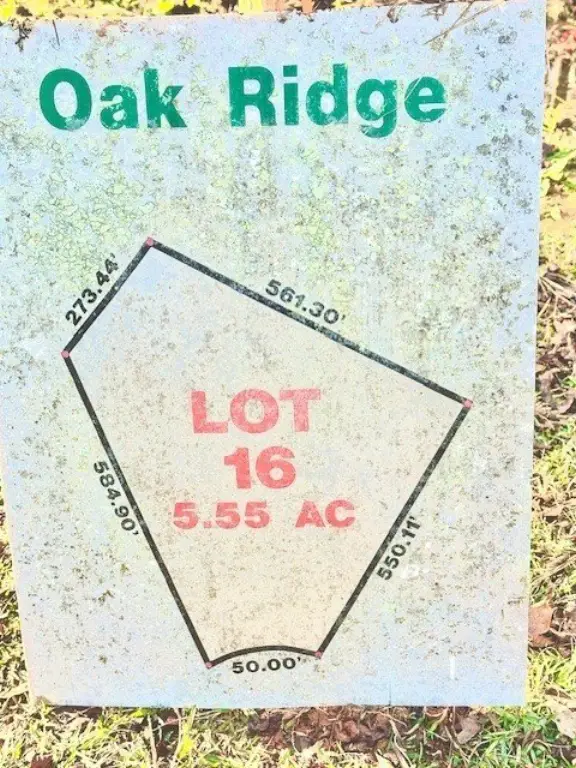 Oak Ridge
273.44'
561.30'
LOT
16
5.55 AC
584.90'
550.11'
50.00'